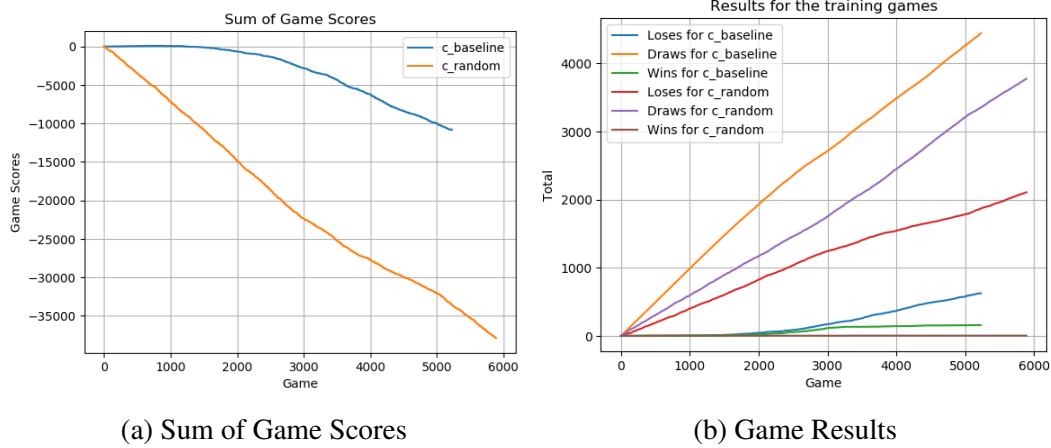 Sum of Game Scores
0
−5000
−10000
−15000
−20000
−25000
−30000
−35000
Game Scores
c_baseline
c_random
0 1000 2000 3000 4000 5000 6000
Game
(a) Sum of Game Scores
Results for the training games
Loses for c_baseline
Draws for c_baseline
Wins for c_baseline
Loses for c_random
Draws for c_random
Wins for c_random
4000
3000
2000
1000
0
Total
0 1000 2000 3000 4000 5000 6000
Game
(b) Game Results